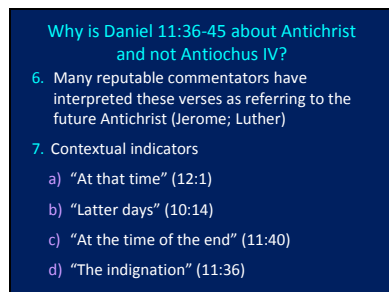 Why is Daniel 11:36-45 about Antichrist
and not Antiochus IV?
6. Many reputable commentators have
interpreted these verses as referring to the
future Antichrist (Jerome; Luther)
7. Contextual indicators
a) “At that time” (12:1)
b) “Latter days” (10:14)
c) “At the time of the end” (11:40)
d) “The indignation” (11:36)